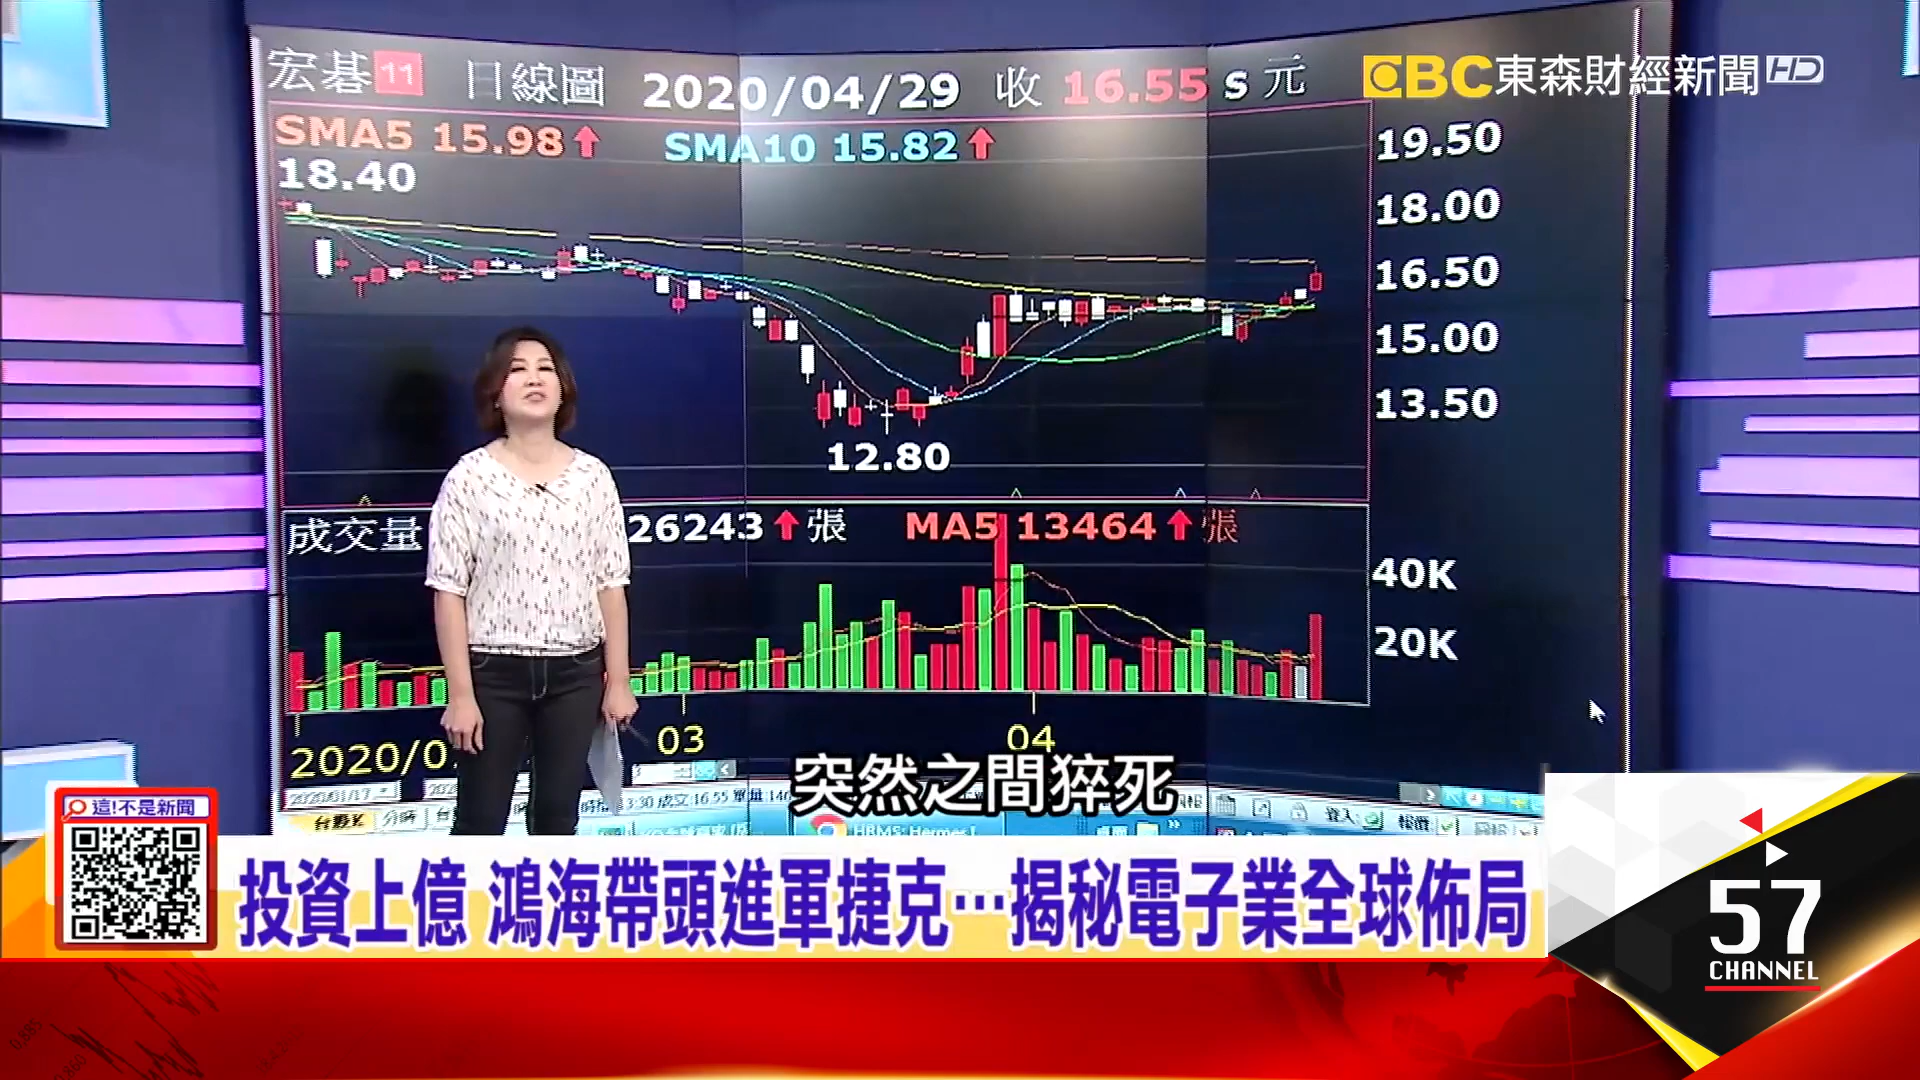 宏碁 11 日線圖 2020/04/29 收 16.55 s 元
EBC 東森財經新聞 HD
SMA5 15.98 SMA10 15.82
18.40
19.50
18.00
16.50
15.00
13.50
12.80
成交量 26243 張 MA5 13464 張
40K
20K
2020/0
03
04
突然之間猝死
這!不是新聞
投資上億 鴻海帶頭進軍捷克…揭秘電子業全球佈局
57
CHANNEL